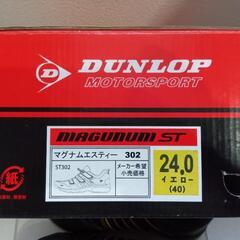 DUNLOP
MOTORSPORT
MAGUNUM ST
マグナムエスティー 302
ST302
メーカー希望
小売価格
24.0
イエロー
(40)
紙